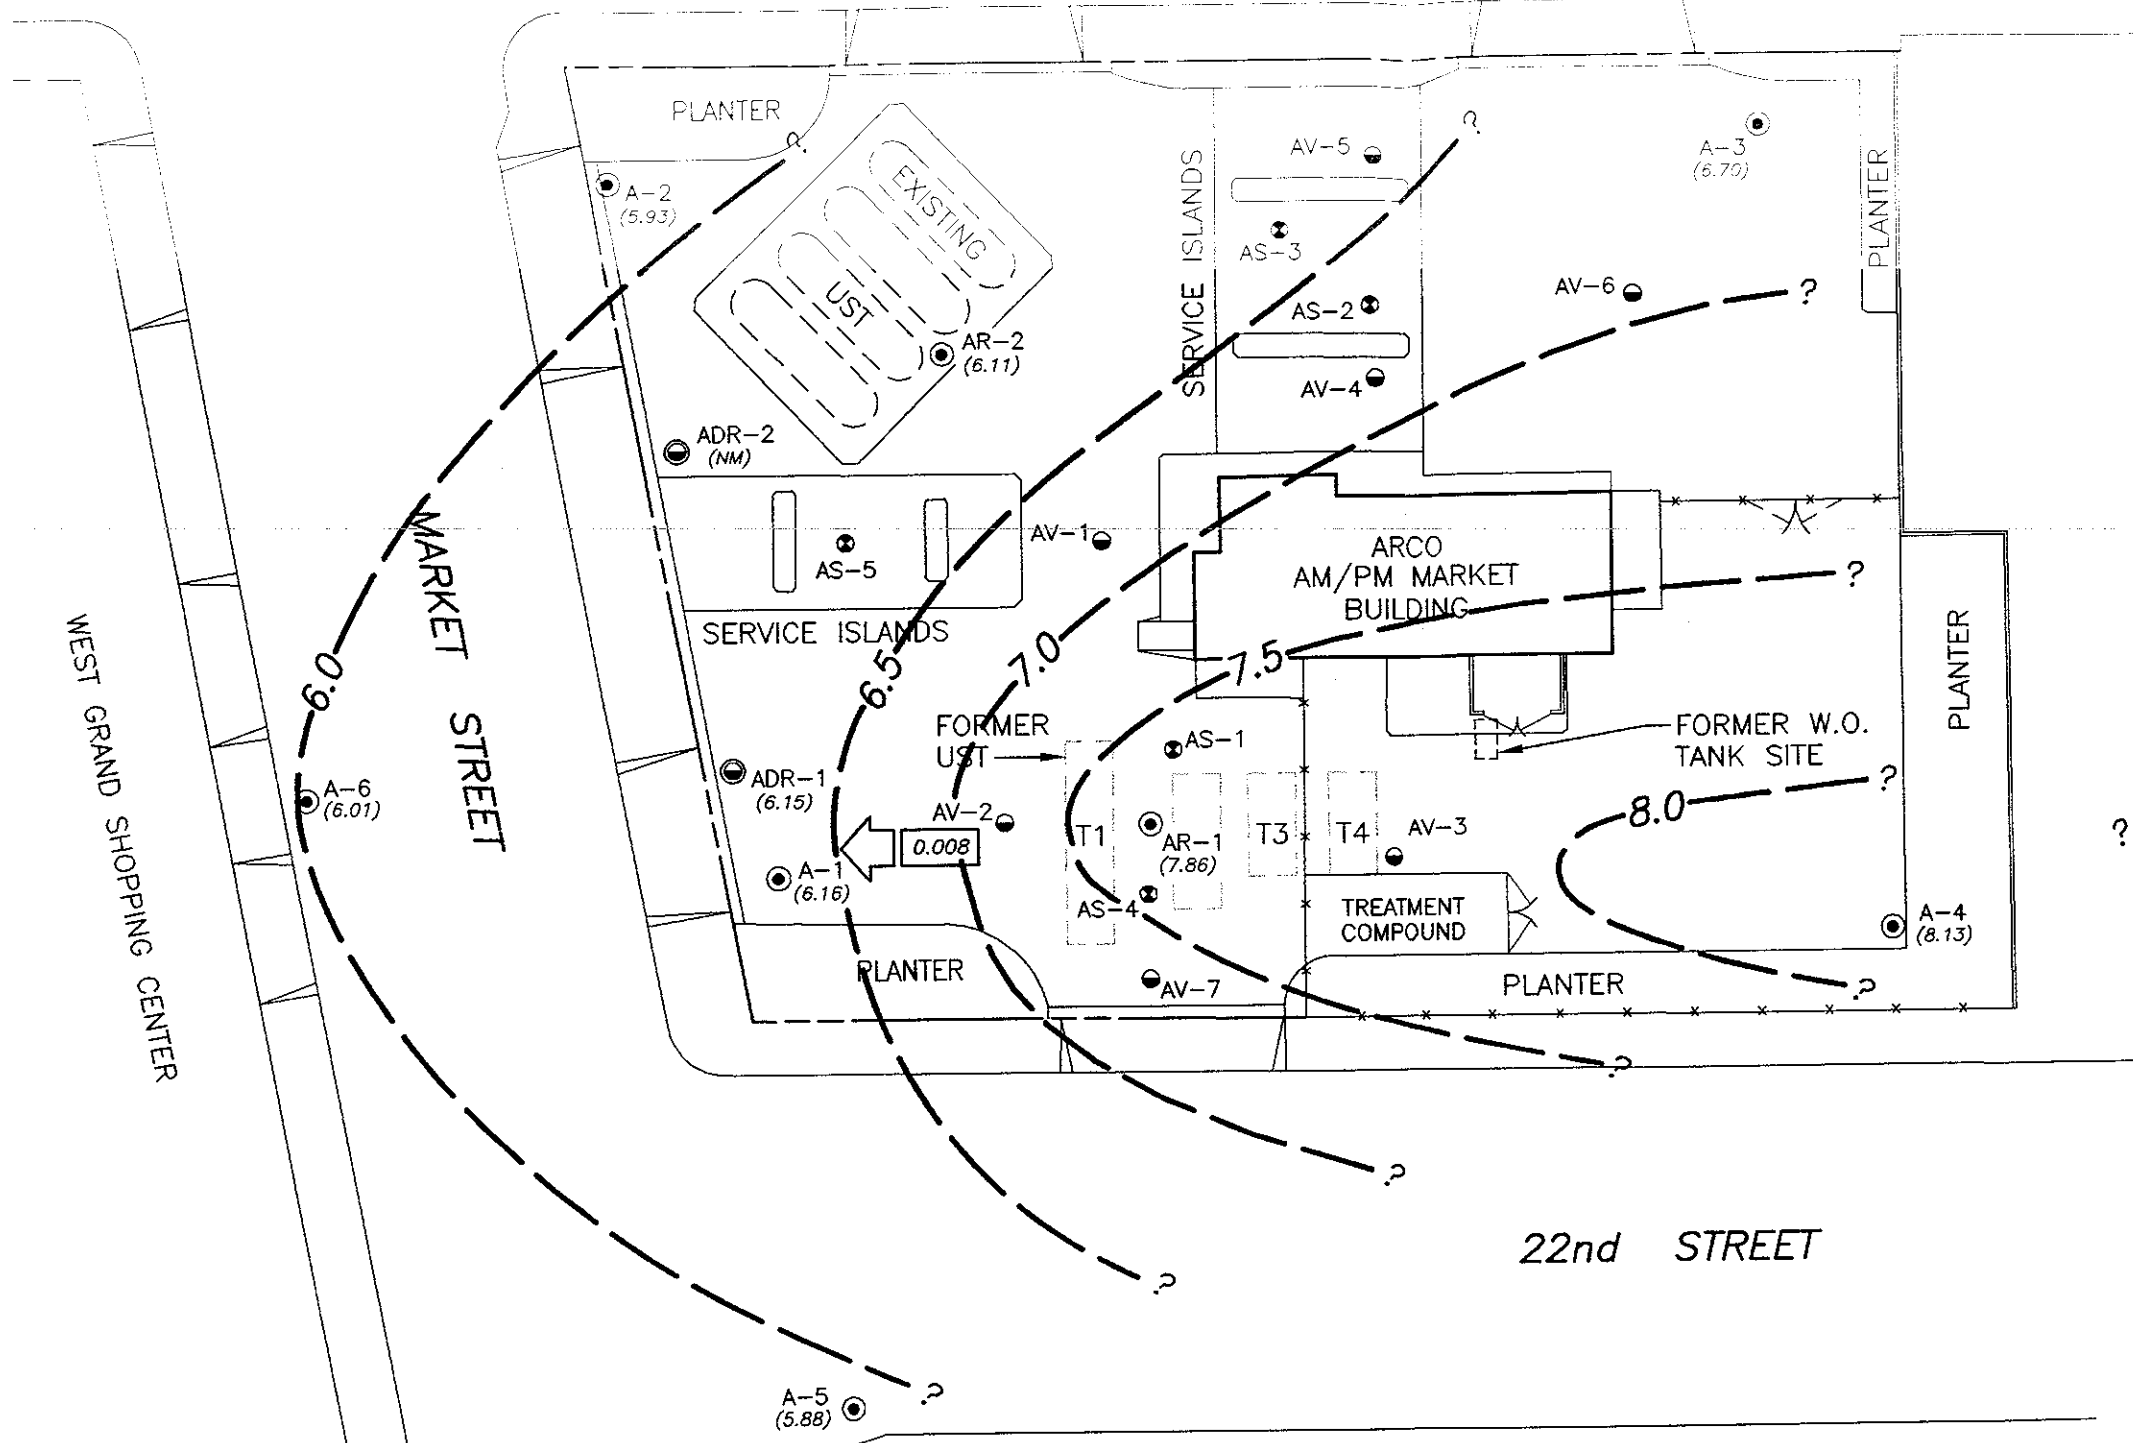 PLANTER
?
?
A-2
(5.93)
EXISTING
UST
AR-2
(6.11)
SERVICE ISLANDS
AV-5
AS-3
AS-2
AV-4
A-3
(6.70)
PLANTER
AV-6
?
ADR-2
(NM)
AS-5
SERVICE ISLANDS
AV-1
ARCO
AM/PM MARKET
BUILDING
?
MARKET STREET
WEST GRAND SHOPPING CENTER
6.0
6.5
7.0
7.5
PLANTER
FORMER
UST
AS-1
FORMER W.O.
TANK SITE
A-6
(6.01)
ADR-1
(6.15)
AV-2
0.008
T1
AR-1
(7.86)
T3
T4
AV-3
8.0
?
?
A-1
(6.16)
AS-4
TREATMENT
COMPOUND
A-4
(8.13)
PLANTER
AV-7
PLANTER
?
?
?
?
22nd STREET
A-5
(5.88)
?